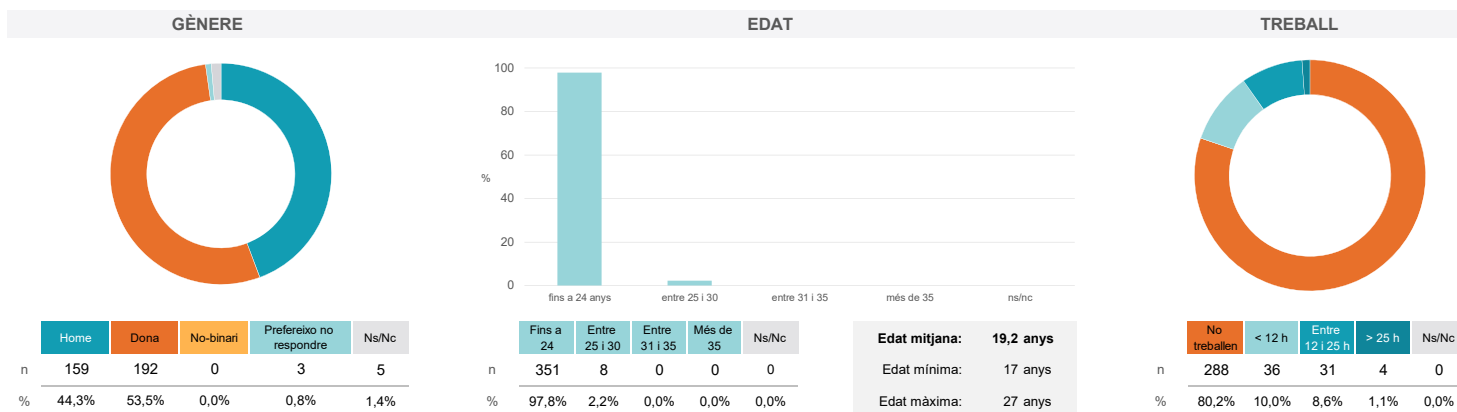 GÈNERE
EDAT
TREBALL
100
80
60
40
20
0
%
fins a 24 anys
entre 25 i 30
entre 31 i 35
més de 35
ns/nc
Home Dona No-binari Prefereixo no respondre Ns/Nc
n 159 192 0 3 5
% 44,3% 53,5% 0,0% 0,8% 1,4%
Fins a 24 Entre 25 i 30 Entre 31 i 35 Més de 35 Ns/Nc
n 351 8 0 0 0
% 97,8% 2,2% 0,0% 0,0% 0,0%
Edat mitjana: 19,2 anys
Edat mínima: 17 anys
Edat màxima: 27 anys
No treballen < 12 h Entre 12 i 25 h > 25 h Ns/Nc
n 288 36 31 4 0
% 80,2% 10,0% 8,6% 1,1% 0,0%